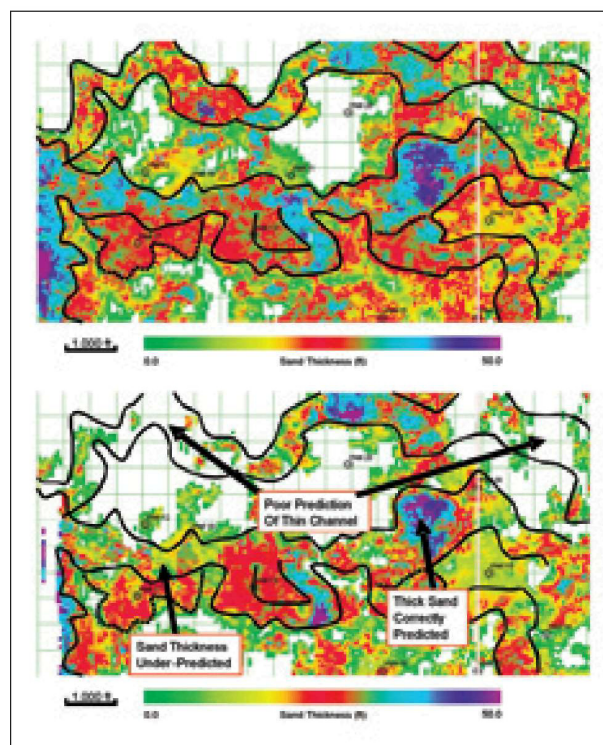 1,000 ft
0.0
Sand Thickness (ft)
50.0
Poor Prediction
Of Thin Channel
Thick Sand
Correctly
Predicted
Sand Thickness
Under-Predicted
1,000 ft
0.0
Sand Thickness (ft)
50.0